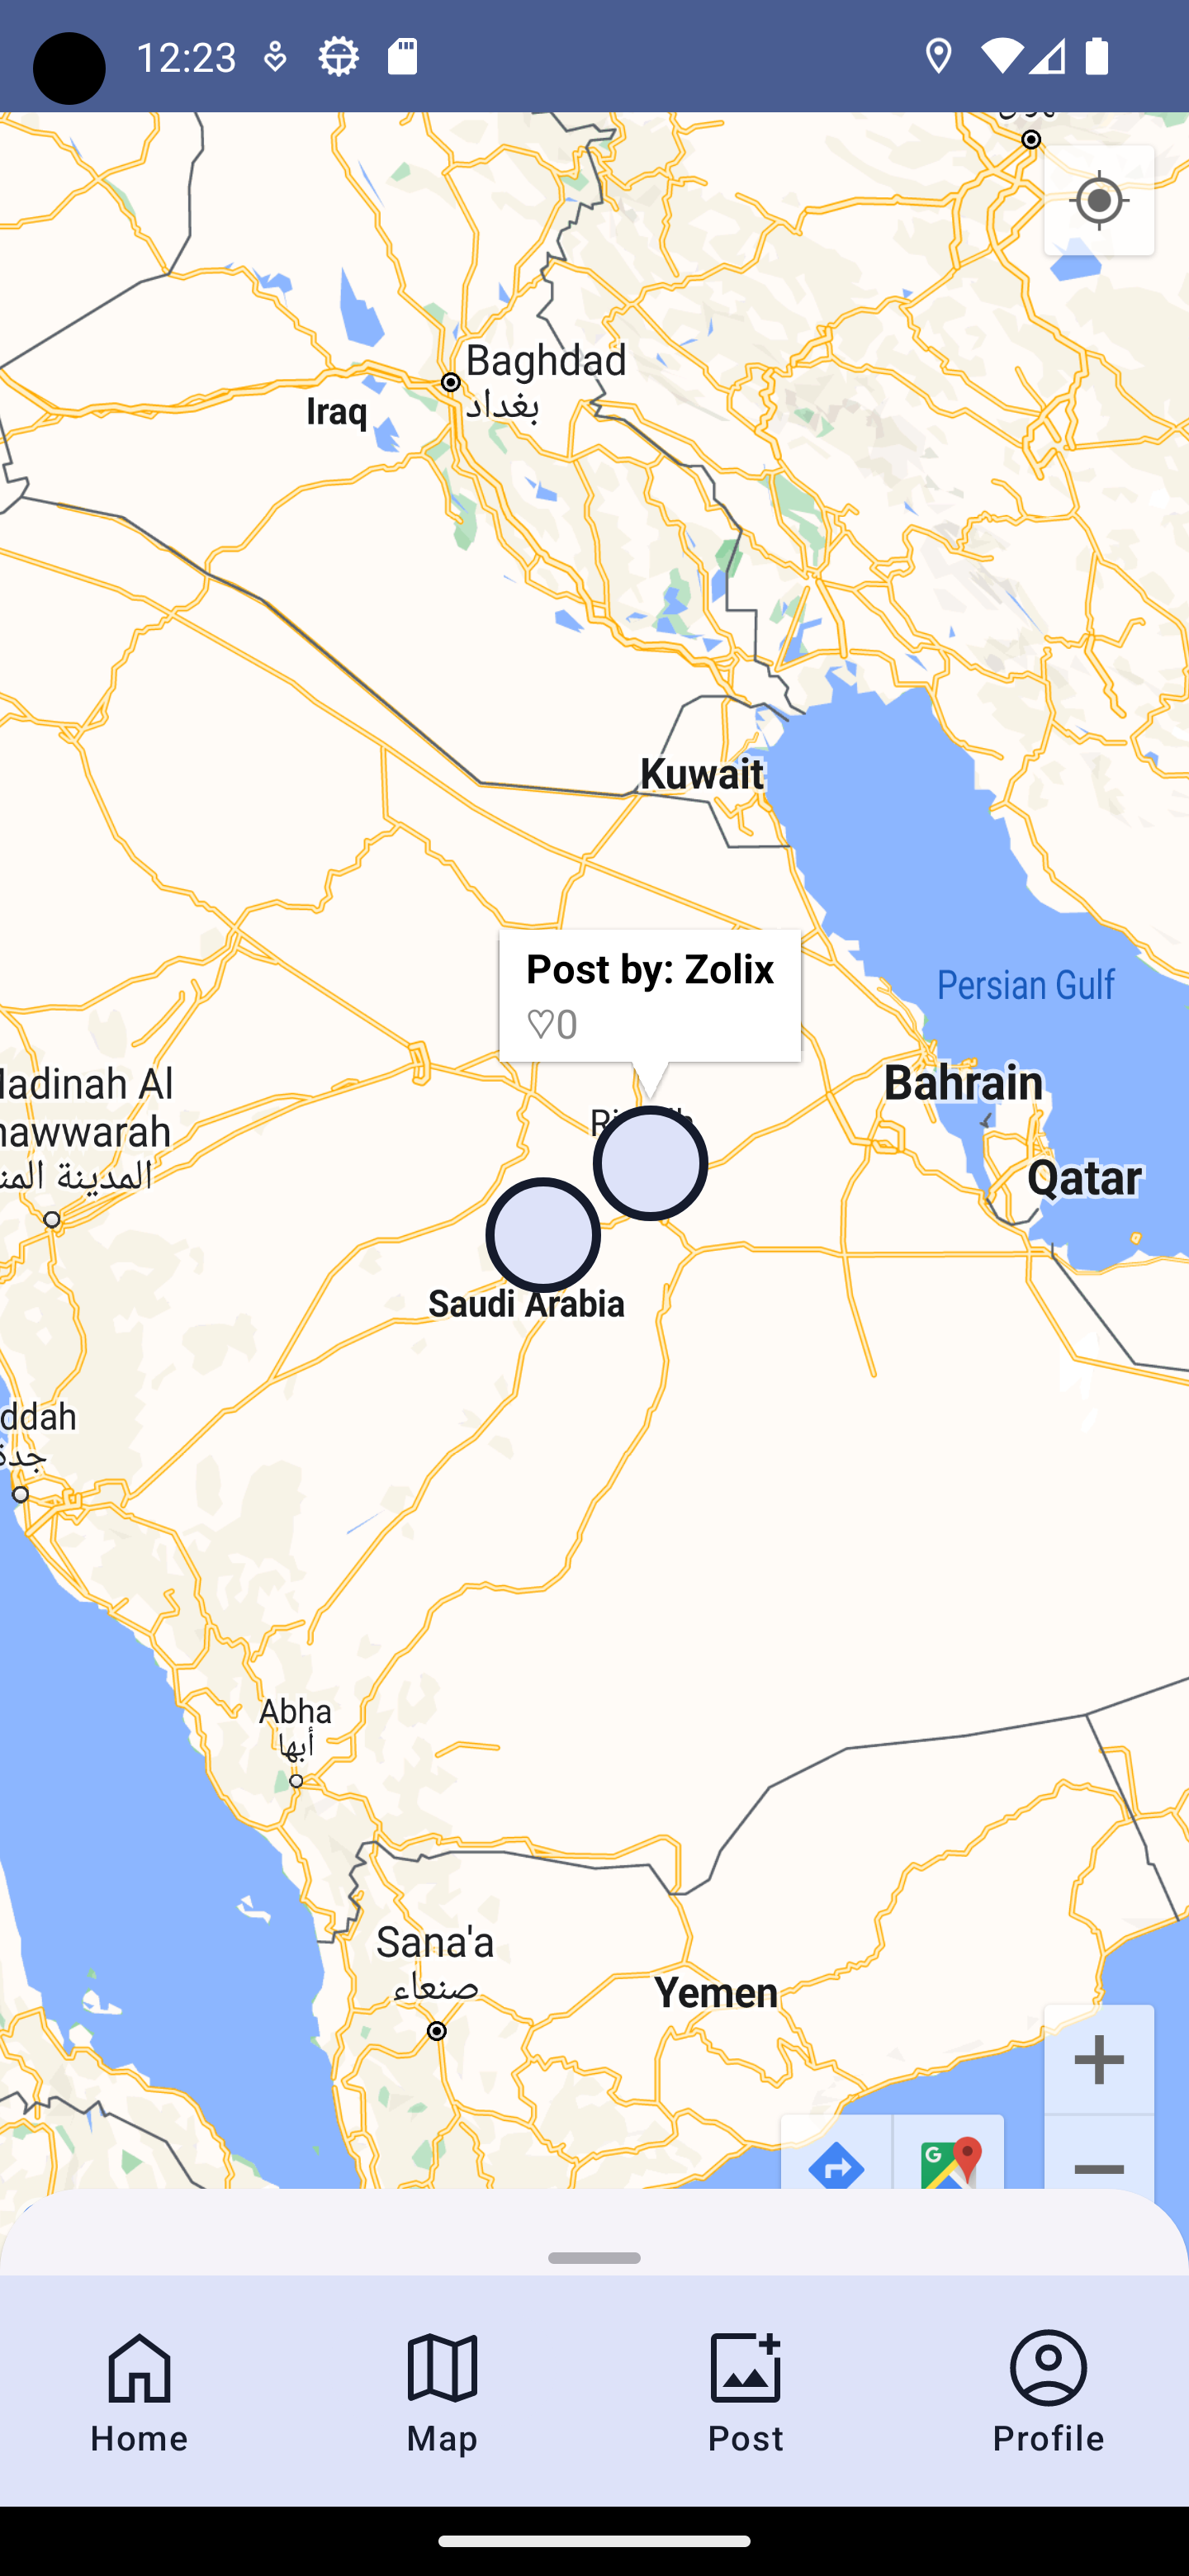 12:23
Baghdad
بغداد
Iraq
Kuwait
Post by: Zolix
♡0
Persian Gulf
Bahrain
Qatar
Saudi Arabia
Abha
أبها
Sana'a
صنعاء
Yemen
G
Home
Map
Post
Profile